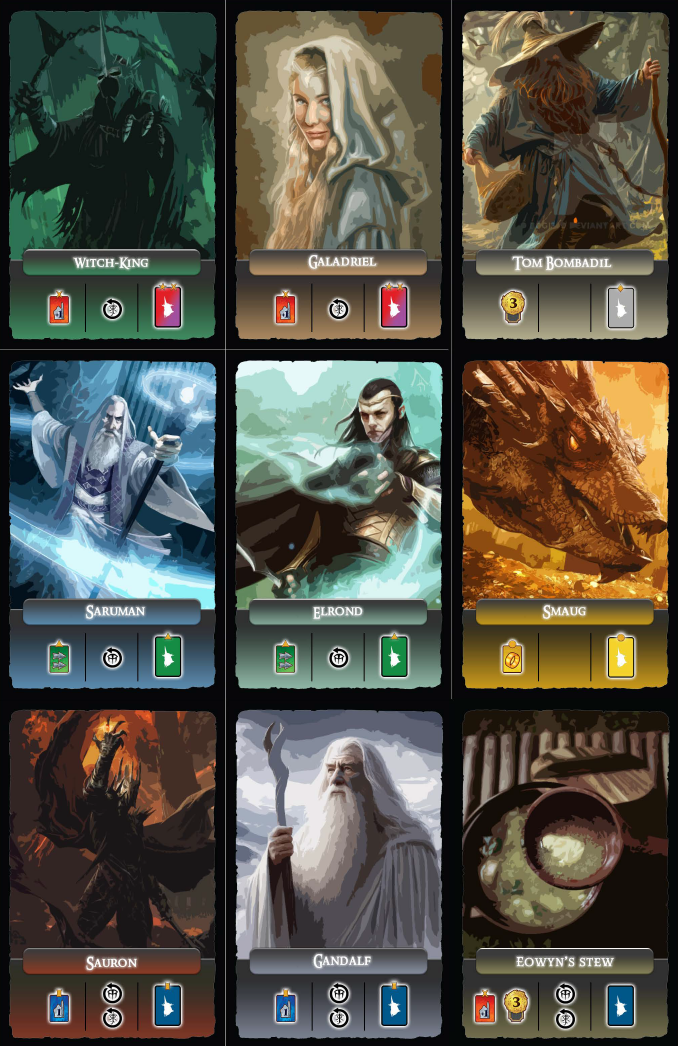 Witch-King
Galadriel
Tom Bombadil
3
Saruman
Elrond
Smaug
Sauron
Gandalf
Eowyn's stew
3